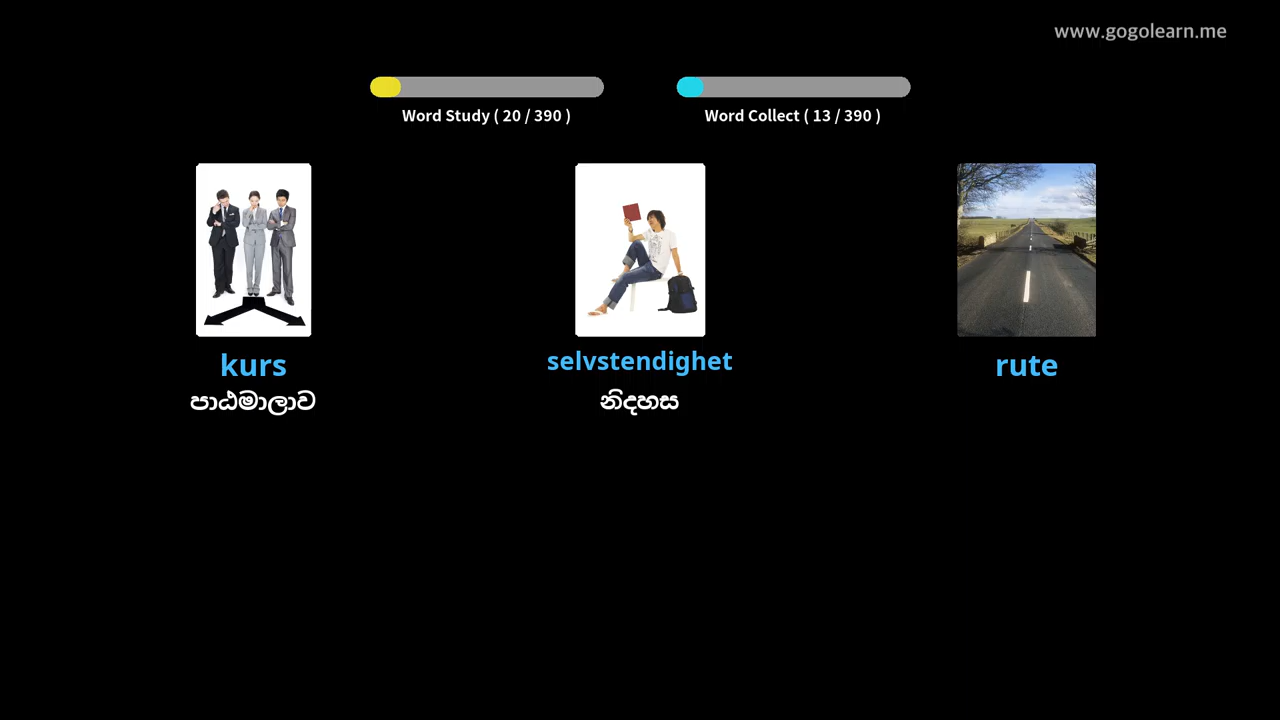 www.gogolearn.me
Word Study ( 20 / 390 )
Word Collect ( 13 / 390 )
kurs
selvstendighet
rute
පාඨමාලාව
නිදහස